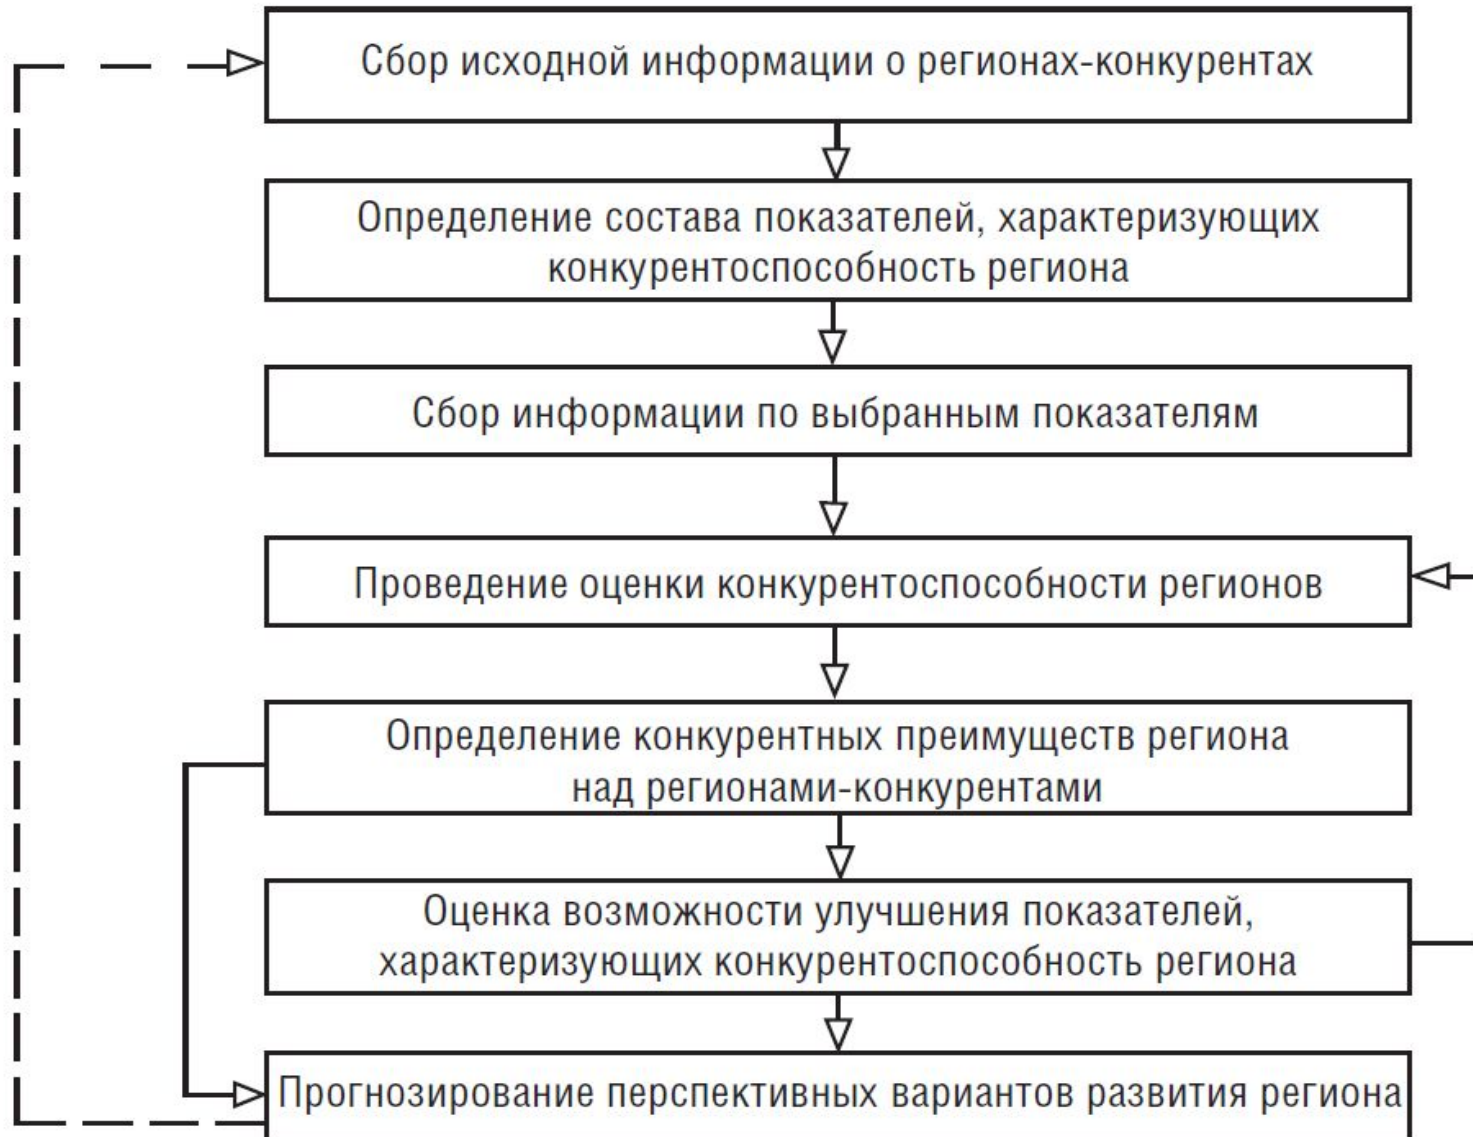 Сбор исходной информации о регионах-конкурентах
Определение состава показателей, характеризующих
конкурентоспособность региона
Сбор информации по выбранным показателям
Проведение оценки конкурентоспособности регионов
Определение конкурентных преимуществ региона
над регионами-конкурентами
Оценка возможности улучшения показателей,
характеризующих конкурентоспособность региона
Прогнозирование перспективных вариантов развития региона